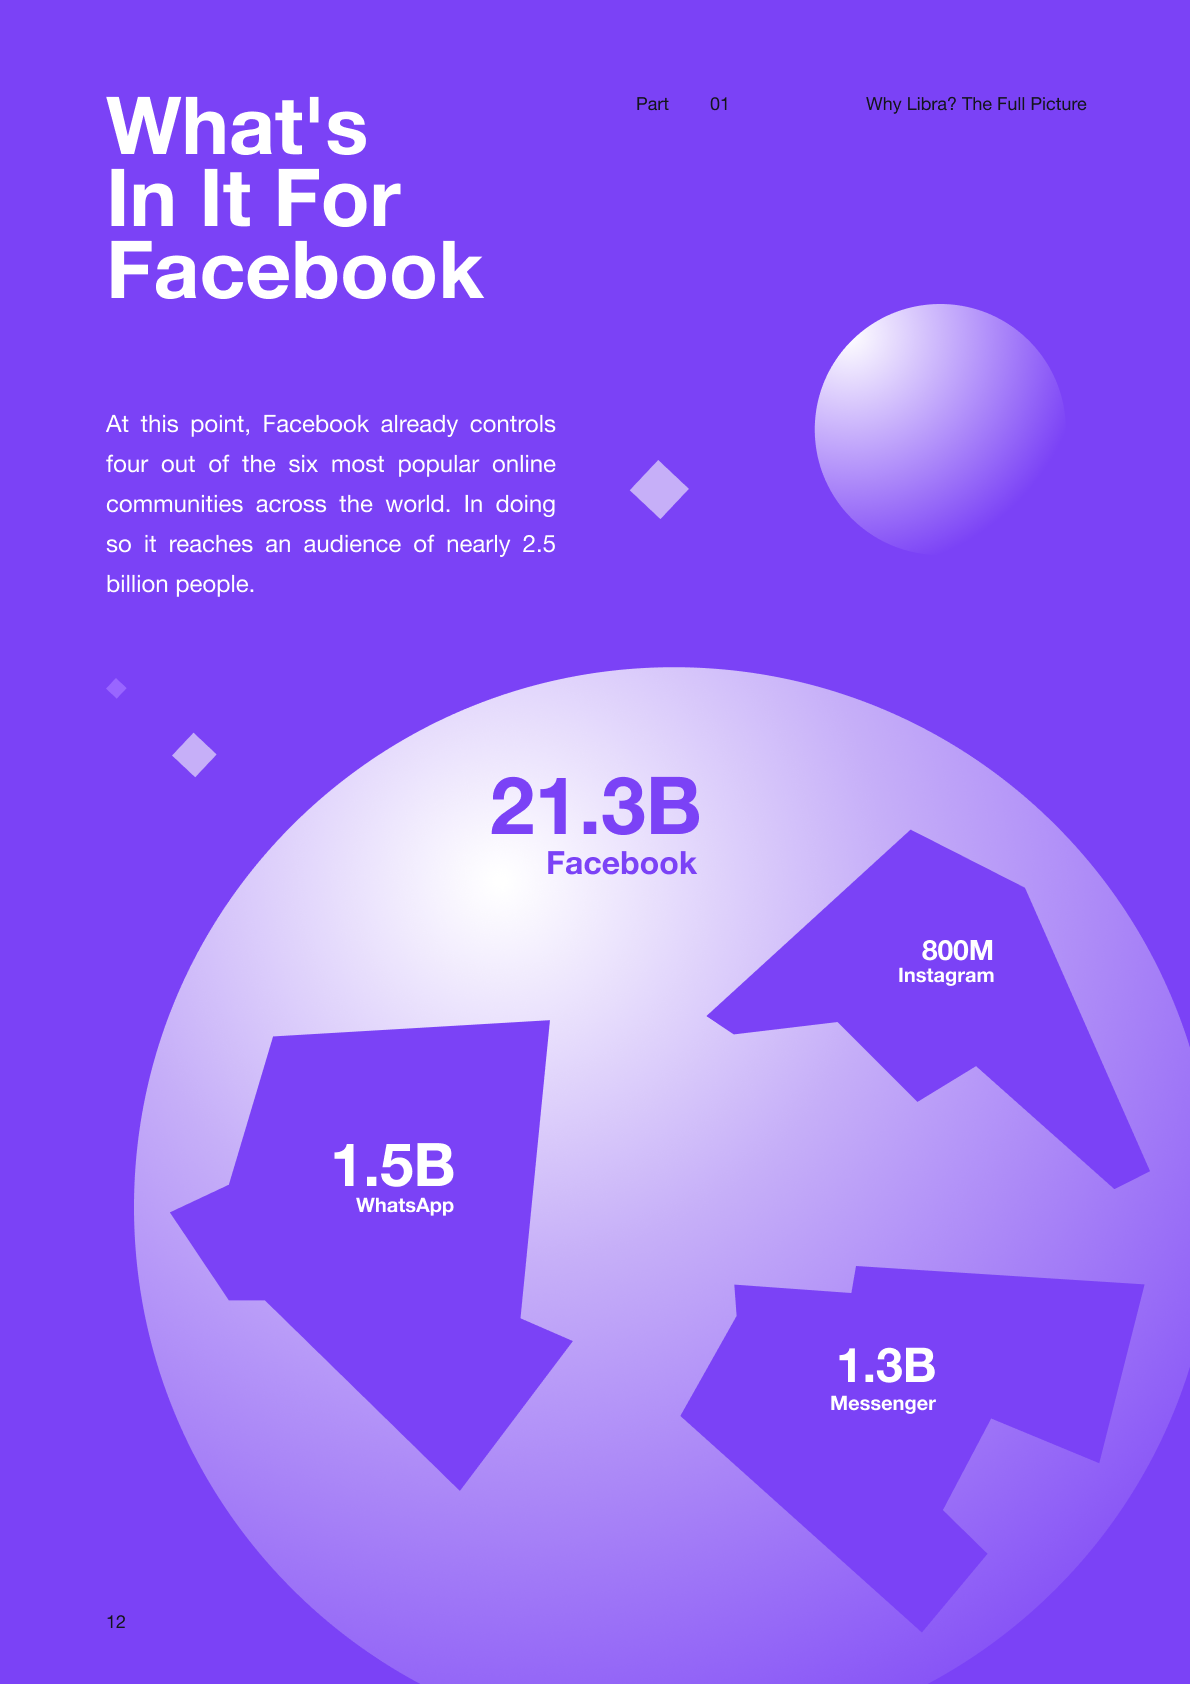 What's
In It For
Facebook
Part 01 Why Libra? The Full Picture
At this point, Facebook already controls
four out of the six most popular online
communities across the world. In doing
so it reaches an audience of nearly 2.5
billion people.
21.3B
Facebook
800M
Instagram
1.5B
WhatsApp
1.3B
Messenger
12